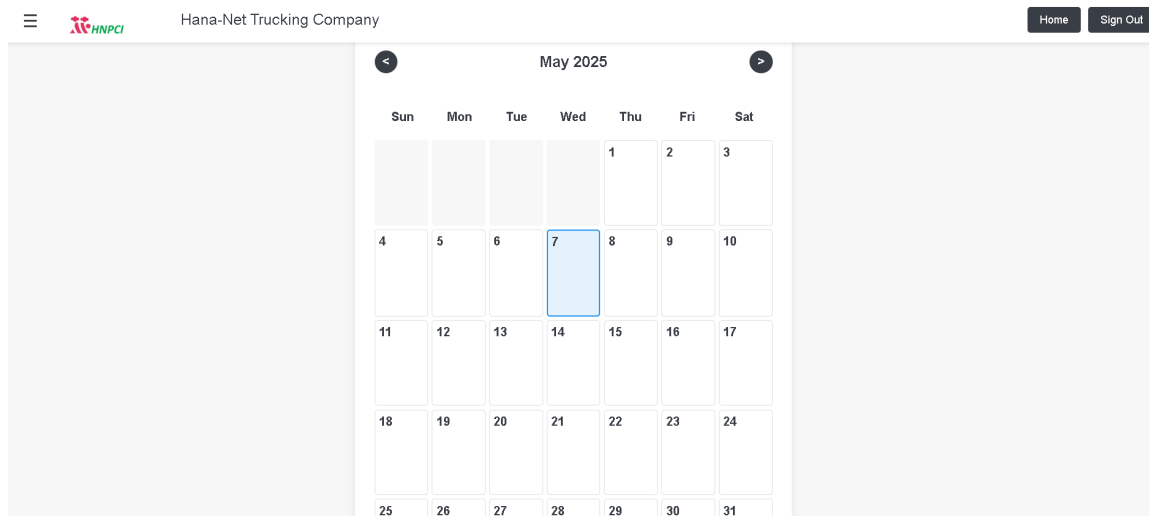 ☰ HNPCI Hana-Net Trucking Company Home Sign Out
< May 2025 >
Sun Mon Tue Wed Thu Fri Sat
1 2 3
4 5 6 7 8 9 10
11 12 13 14 15 16 17
18 19 20 21 22 23 24
25 26 27 28 29 30 31